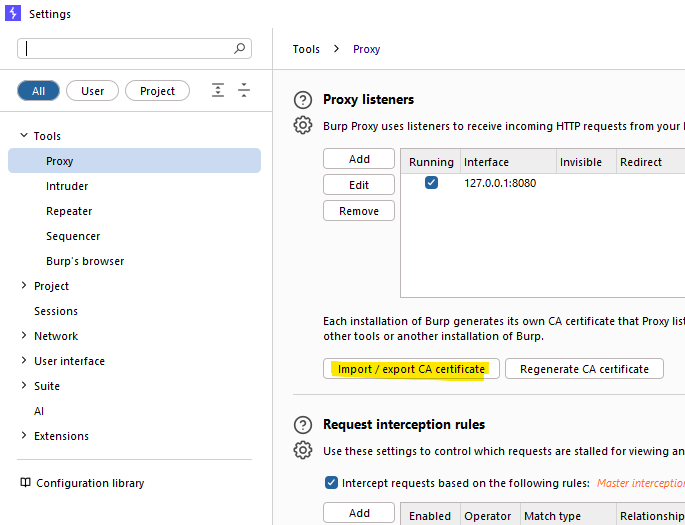 Settings
Tools > Proxy
All User Project
Tools
Proxy
Intruder
Repeater
Sequencer
Burp's browser
Project
Sessions
Network
User interface
Suite
AI
Extensions
Configuration library
Proxy listeners
Burp Proxy uses listeners to receive incoming HTTP requests from your
Add
Edit
Remove
Running Interface Invisible Redirect
127.0.0.1:8080
Each installation of Burp generates its own CA certificate that Proxy list
other tools or another installation of Burp.
Import / export CA certificate Regenerate CA certificate
Request interception rules
Use these settings to control which requests are stalled for viewing an
Intercept requests based on the following rules: Master interception
Add
Enabled Operator Match type Relationship